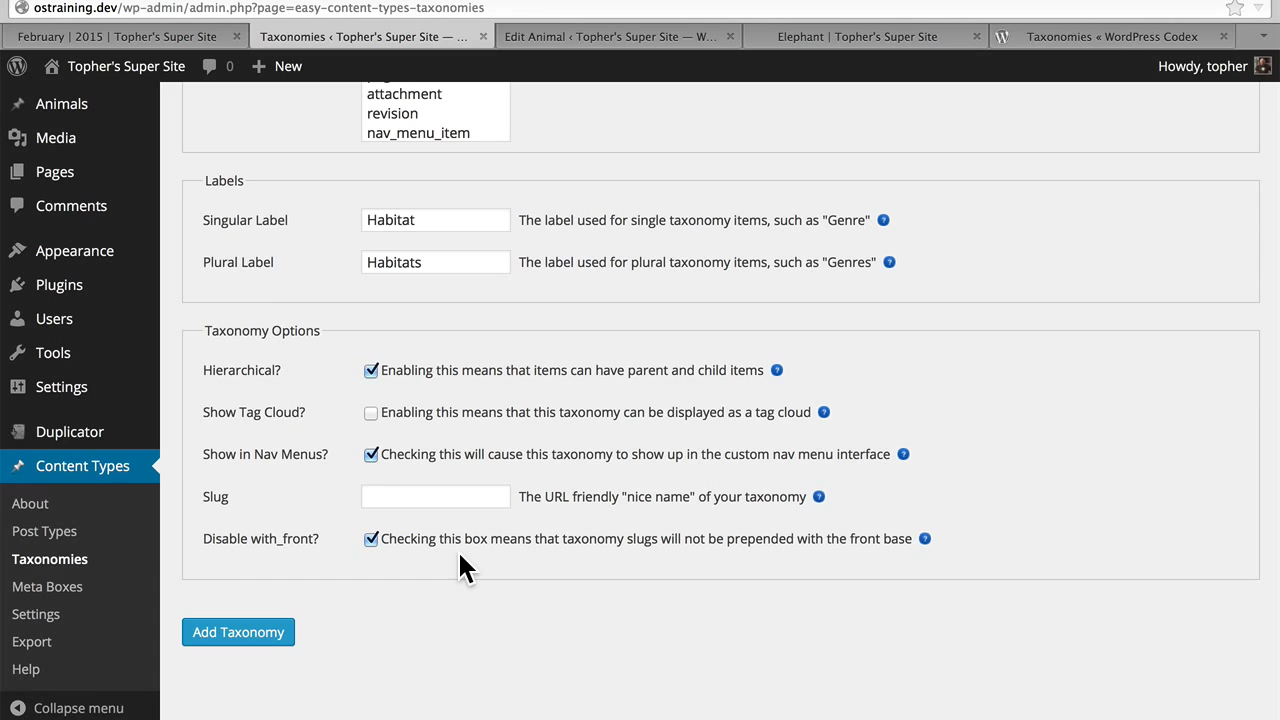 ostraining.dev/wp-admin/admin.php?page=easy-content-types-taxonomies
February | 2015 | Topher's Super Site
Taxonomies ‹ Topher's Super Site — ...
Edit Animal ‹ Topher's Super Site — W...
Elephant | Topher's Super Site
Taxonomies « WordPress Codex
Topher's Super Site
0
New
Howdy, topher
Animals
Media
Pages
Comments
Appearance
Plugins
Users
Tools
Settings
Duplicator
Content Types
About
Post Types
Taxonomies
Meta Boxes
Settings
Export
Help
Collapse menu
attachment
revision
nav_menu_item
Labels
Singular Label
Habitat
The label used for single taxonomy items, such as "Genre"
Plural Label
Habitats
The label used for plural taxonomy items, such as "Genres"
Taxonomy Options
Hierarchical?
Enabling this means that items can have parent and child items
Show Tag Cloud?
Enabling this means that this taxonomy can be displayed as a tag cloud
Show in Nav Menus?
Checking this will cause this taxonomy to show up in the custom nav menu interface
Slug
The URL friendly "nice name" of your taxonomy
Disable with_front?
Checking this box means that taxonomy slugs will not be prepended with the front base
Add Taxonomy